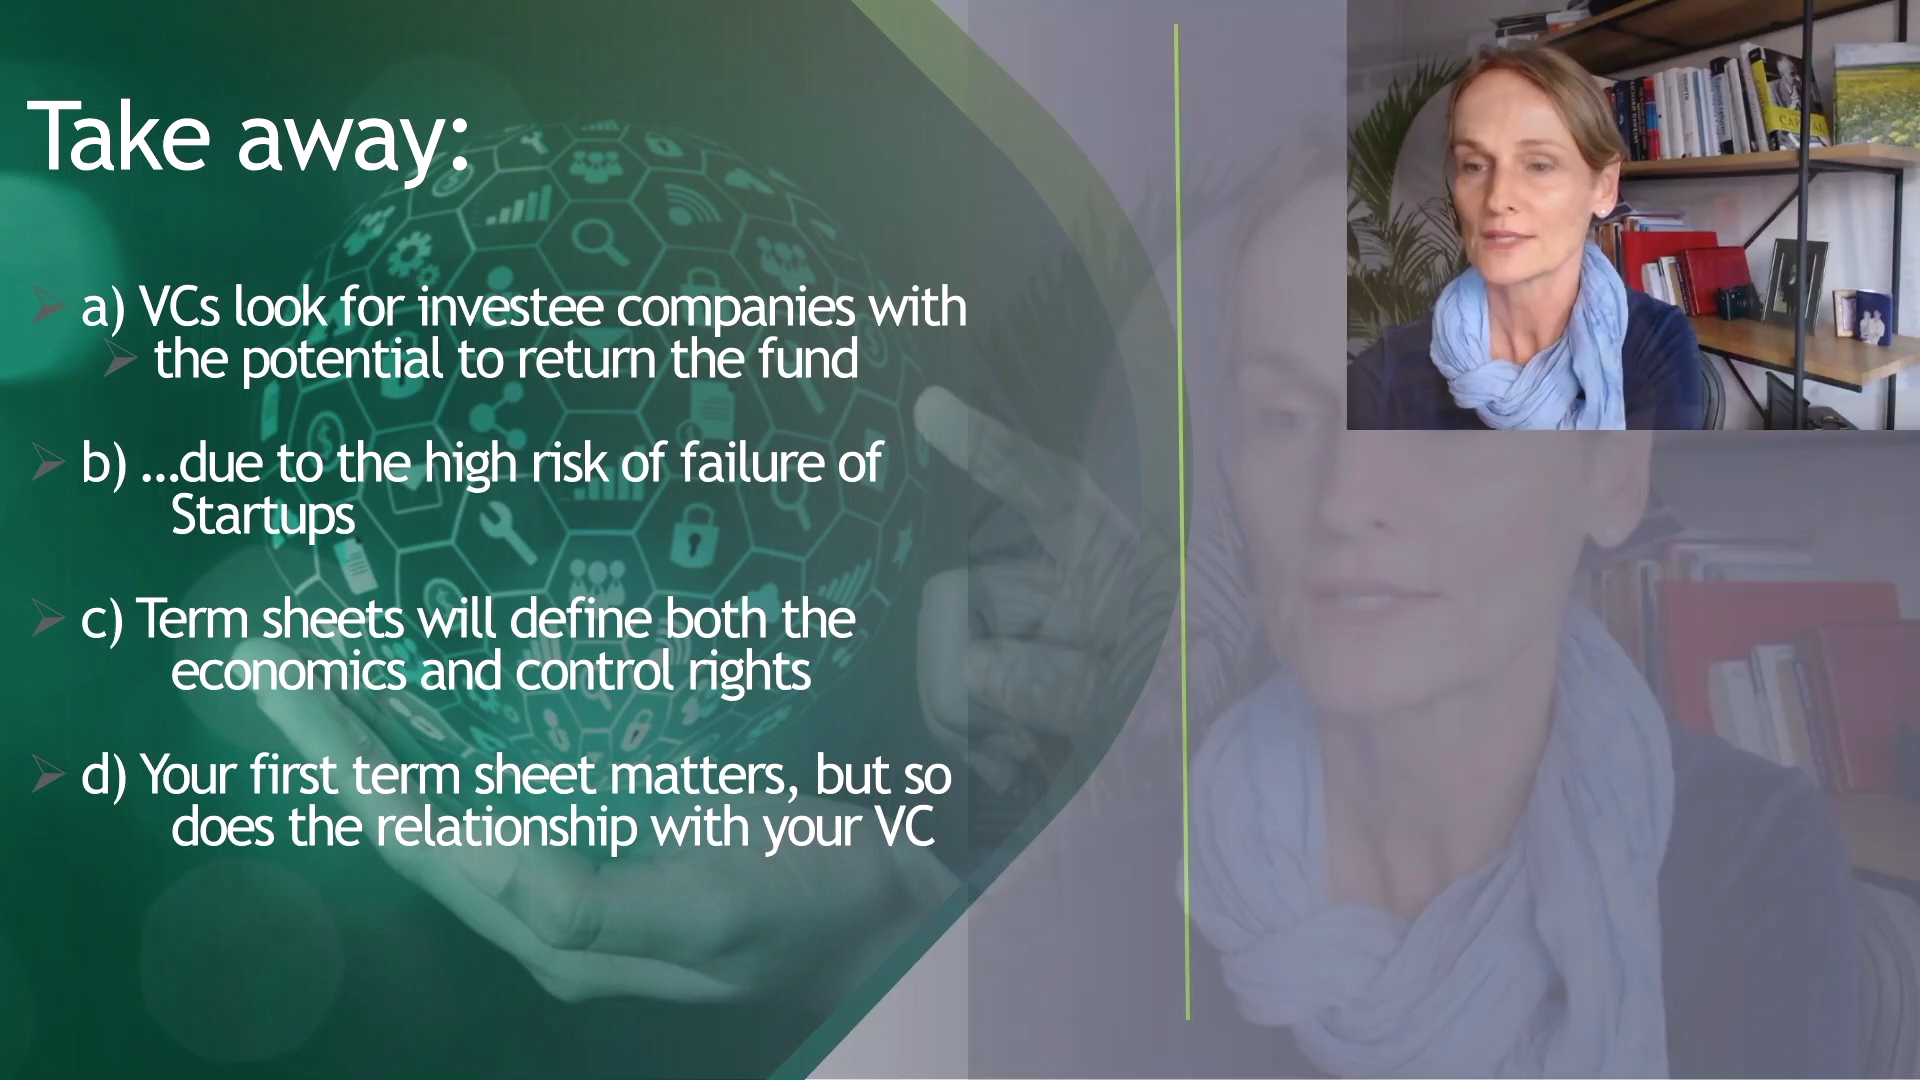 Take away:
a) VCs look for investee companies with
the potential to return the fund
b) ...due to the high risk of failure of
Startups
c) Term sheets will define both the
economics and control rights
d) Your first term sheet matters, but so
does the relationship with your VC